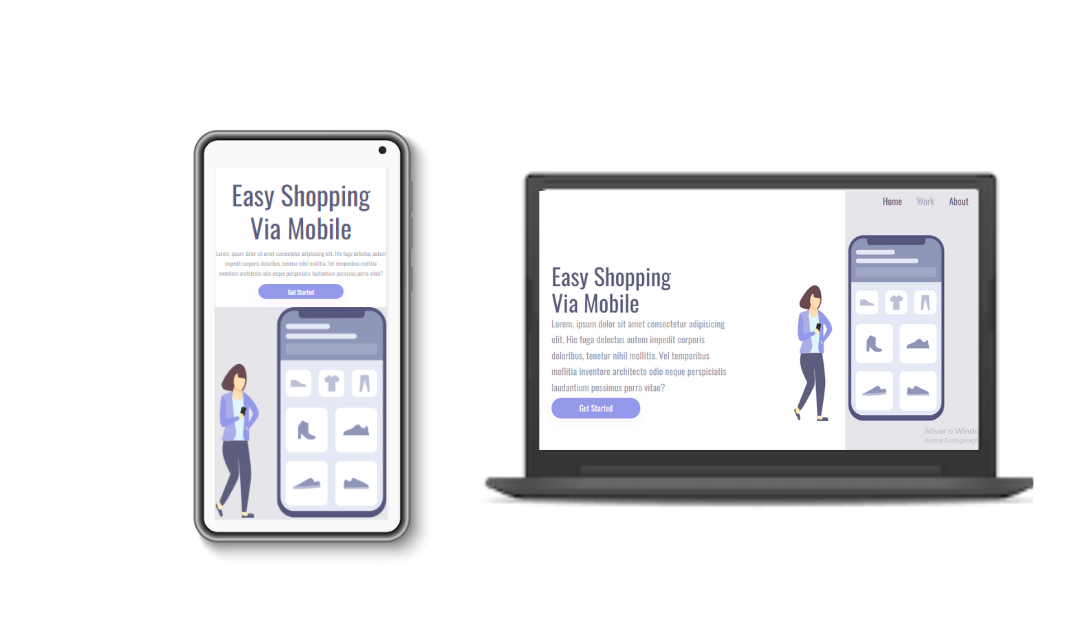 Easy Shopping
Via Mobile
Lorem, ipsum dolor sit amet consectetur adipisicing elit. Hic fuga delectus autem
impedit corporis doloribus, tenetur nihil mollitia. Vel temporibus mollitia
inventore architecto odio neque perspiciatis laudantium possimus porro vitae?
Get Started
Home Work About
Easy Shopping
Via Mobile
Lorem, ipsum dolor sit amet consectetur adipisicing
elit. Hic fuga delectus autem impedit corporis
doloribus, tenetur nihil mollitia. Vel temporibus
mollitia inventore architecto odio neque perspiciatis
laudantium possimus porro vitae?
Get Started
Ativar o Windo
Acesse Configuraçõ